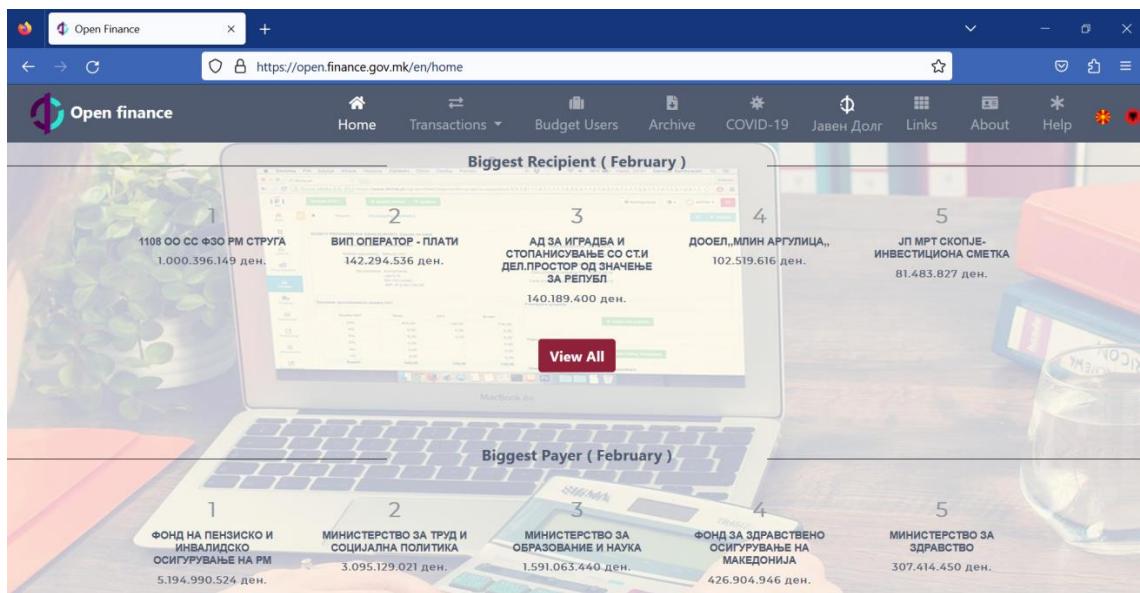 Open Finance
https://open.finance.gov.mk/en/home
Open finance
Home
Transactions
Budget Users
Archive
COVID-19
Јавен Долг
Links
About
Help
Biggest Recipient ( February )
1
2
3
4
5
1108 ОО СС ФЗО РМ СТРУГА
1.000.396.149 ден.
ВИП ОПЕРАТОР - ПЛАТИ
142.294.536 ден.
АД ЗА ИГРАДБА И
СТОПАНИСУВАЊЕ СО СТ.И
ДЕЛ.ПРОСТОР ОД ЗНАЧЕЊЕ
ЗА РЕПУБЛ
140.189.400 ден.
ДООЕЛ,,МЛИН АРГУЛИЦА,,
102.519.616 ден.
ЈП МРТ СКОПЈЕ-
ИНВЕСТИЦИОНА СМЕТКА
81.483.827 ден.
View All
MacBook Air
Biggest Payer ( February )
1
2
3
4
5
ФОНД НА ПЕНЗИСКО И
ИНВАЛИДСКО
ОСИГУРУВАЊЕ НА РМ
5.194.990.524 ден.
МИНИСТЕРСТВО ЗА ТРУД И
СОЦИЈАЛНА ПОЛИТИКА
3.095.129.021 ден.
МИНИСТЕРСТВО ЗА
ОБРАЗОВАНИЕ И НАУКА
1.591.063.440 ден.
ФОНД ЗА ЗДРАВСТВЕНО
ОСИГУРУВАЊЕ НА
МАКЕДОНИЈА
426.904.946 ден.
МИНИСТЕРСТВО ЗА
ЗДРАВСТВО
307.414.450 ден.